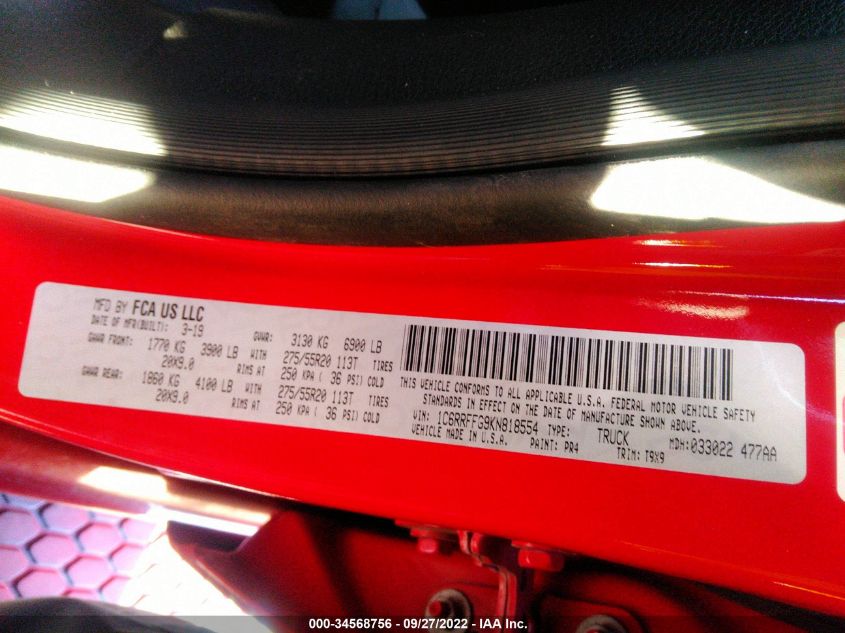 MFD BY FCA US LLC
DATE OF MFR(BUILT): 3-19 GVWR: 3130 KG 6900 LB
GAWR FRONT: 1770 KG 3900 LB WITH 275/55R20 113T TIRES
20X9.0 RIMS AT 250 KPA ( 36 PSI) COLD
GAWR REAR: 1860 KG 4100 LB WITH 275/55R20 113T TIRES
20X9.0 RIMS AT 250 KPA ( 36 PSI) COLD
THIS VEHICLE CONFORMS TO ALL APPLICABLE U.S.A. FEDERAL MOTOR VEHICLE SAFETY
STANDARDS IN EFFECT ON THE DATE OF MANUFACTURE SHOWN ABOVE.
VIN: 1C6RRFFG9KN818554 TYPE: TRUCK MDH: 033022 477AA
VEHICLE MADE IN U.S.A. PAINT: PR4 TRIM: T9X9
000-34568756 - 09/27/2022 - IAA Inc.